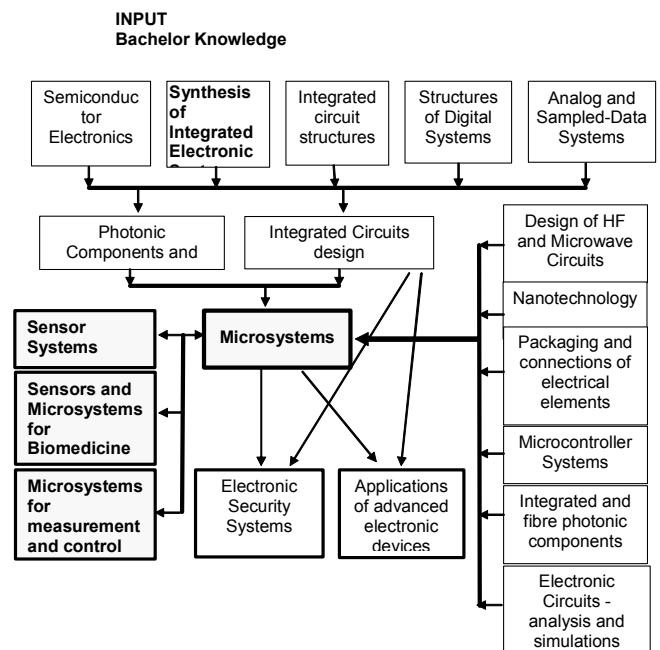 INPUT
Bachelor Knowledge
Semiconduc
tor
Electronics
Synthesis
of
Integrated
Electronic
Integrated
circuit
structures
Structures
of Digital
Systems
Analog and
Sampled-Data
Systems
Photonic
Components and
Integrated Circuits
design
Design of HF
and Microwave
Circuits
Nanotechnology
Packaging and
connections of
electrical
elements
Microcontroller
Systems
Integrated and
fibre photonic
components
Electronic
Circuits -
analysis and
simulations
Sensor
Systems
Microsystems
Sensors and
Microsystems
for
Biomedicine
Microsystems
for
measurement
and control
Electronic
Security
Systems
Applications
of advanced
electronic
devices